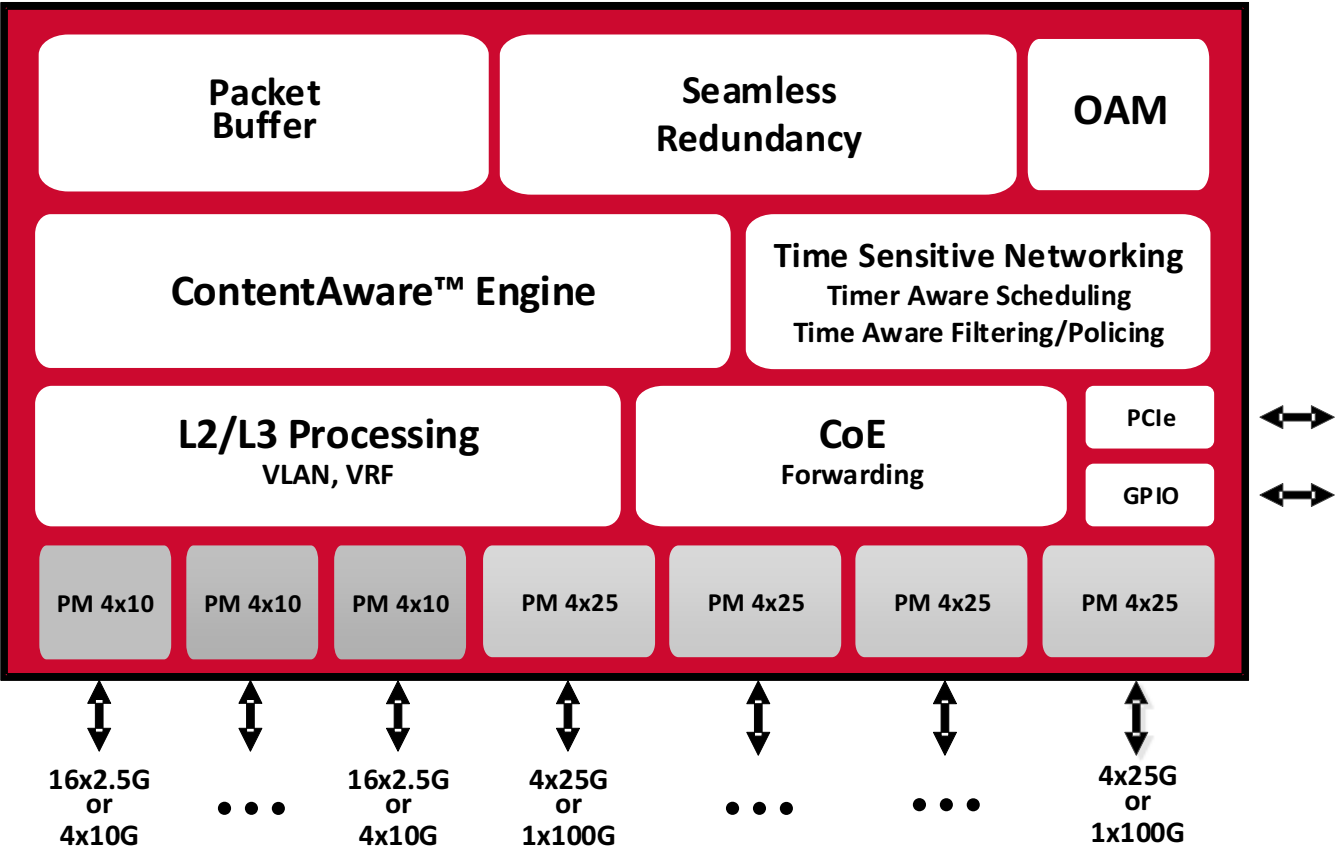 Packet
Buffer
Seamless
Redundancy
OAM
ContentAware™ Engine
Time Sensitive Networking
Timer Aware Scheduling
Time Aware Filtering/Policing
L2/L3 Processing
VLAN, VRF
CoE
Forwarding
PCIe
GPIO
PM 4x10
PM 4x10
PM 4x10
PM 4x25
PM 4x25
PM 4x25
PM 4x25
16x2.5G
or
4x10G
16x2.5G
or
4x10G
4x25G
or
1x100G
4x25G
or
1x100G